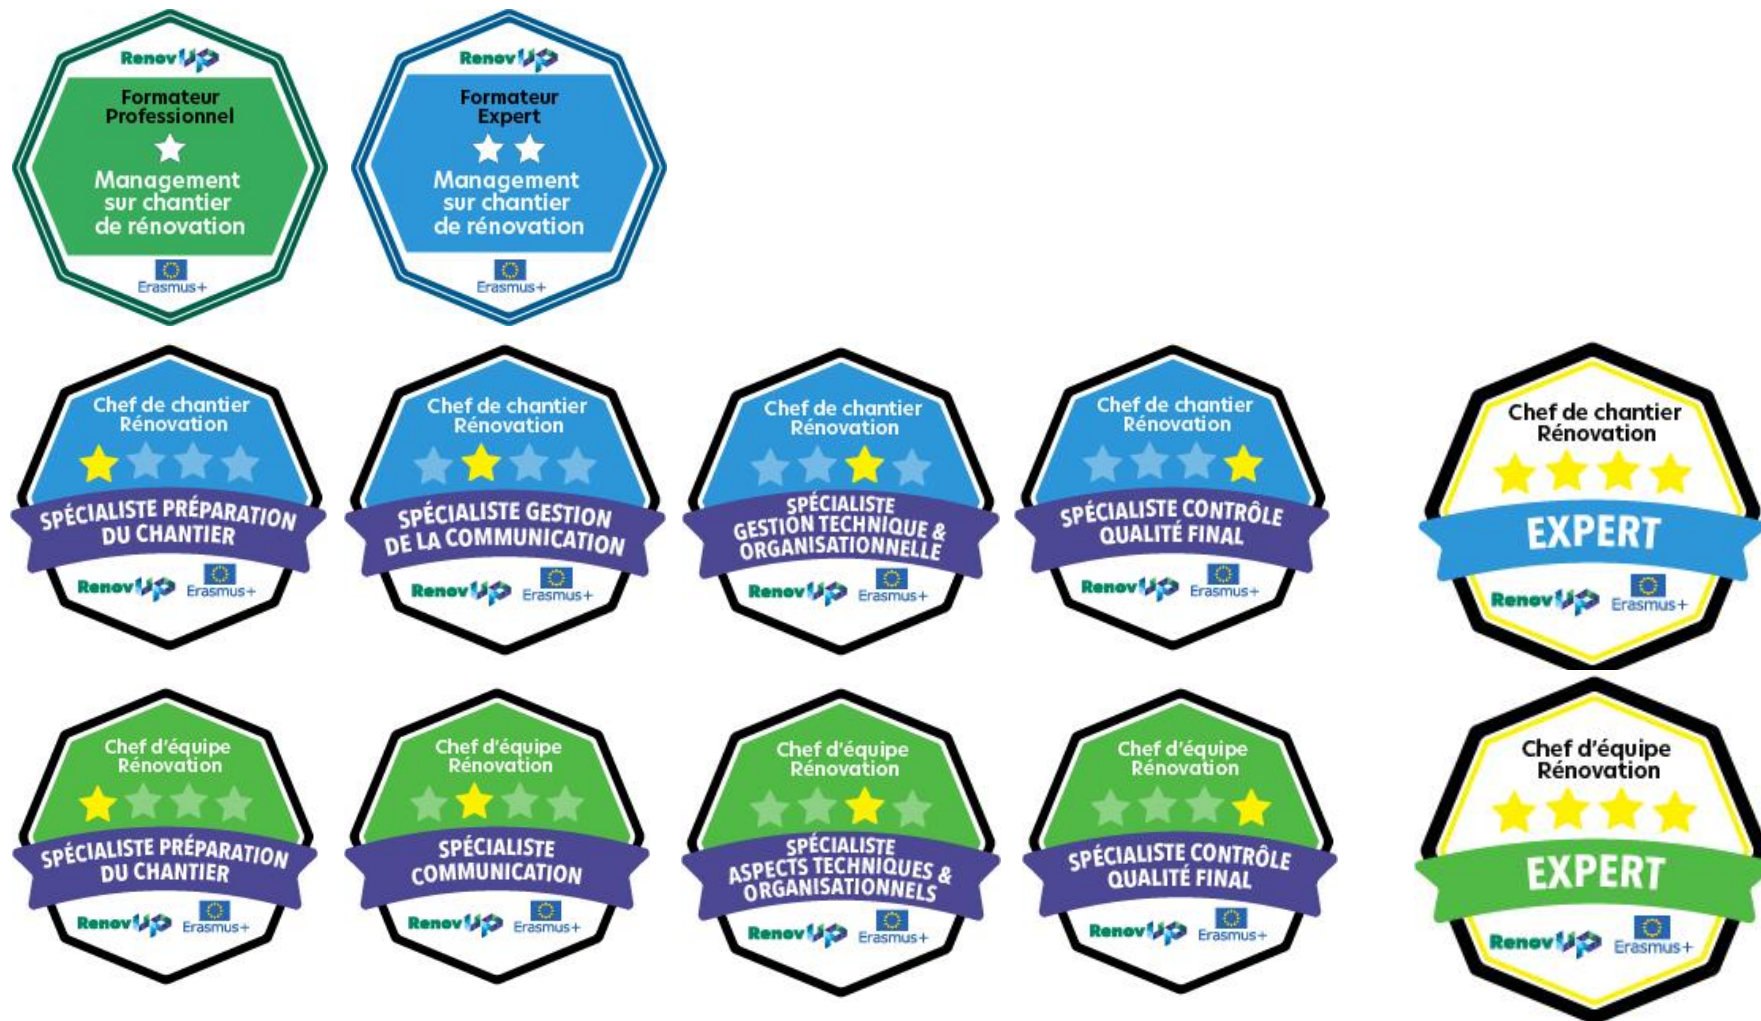 RenovUP
Formateur
Professionnel
Management
sur chantier
de rénovation
Erasmus+
RenovUP
Formateur
Expert
Management
sur chantier
de rénovation
Erasmus+
Chef de chantier
Rénovation
SPÉCIALISTE PRÉPARATION
DU CHANTIER
RenovUP
Erasmus+
Chef de chantier
Rénovation
SPÉCIALISTE GESTION
DE LA COMMUNICATION
RenovUP
Erasmus+
Chef de chantier
Rénovation
SPÉCIALISTE
GESTION TECHNIQUE &
ORGANISATIONNELLE
RenovUP
Erasmus+
Chef de chantier
Rénovation
SPÉCIALISTE CONTRÔLE
QUALITÉ FINAL
RenovUP
Erasmus+
Chef de chantier
Rénovation
EXPERT
RenovUP
Erasmus+
Chef d'équipe
Rénovation
SPÉCIALISTE PRÉPARATION
DU CHANTIER
RenovUP
Erasmus+
Chef d'équipe
Rénovation
SPÉCIALISTE
COMMUNICATION
RenovUP
Erasmus+
Chef d'équipe
Rénovation
SPÉCIALISTE
ASPECTS TECHNIQUES &
ORGANISATIONNELS
RenovUP
Erasmus+
Chef d'équipe
Rénovation
SPÉCIALISTE CONTRÔLE
QUALITÉ FINAL
RenovUP
Erasmus+
Chef d'équipe
Rénovation
EXPERT
RenovUP
Erasmus+